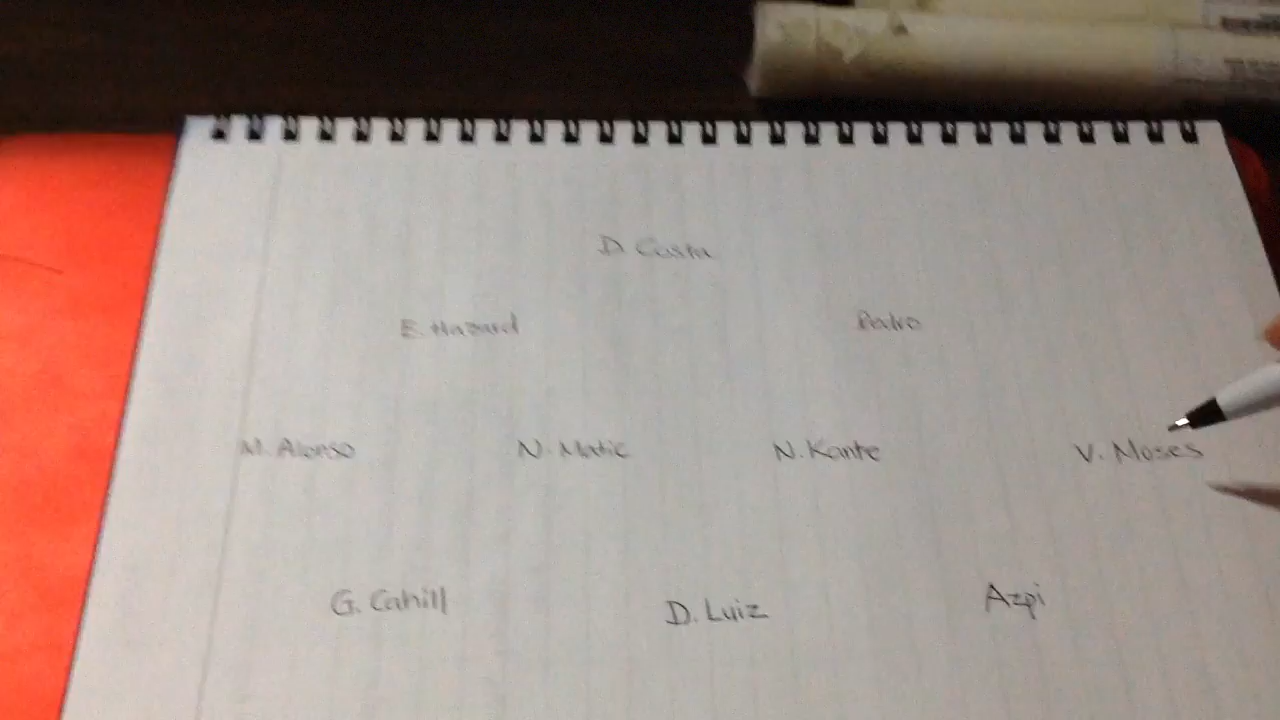 D. Costa
E. Hazard Pedro
M. Alonso N. Matic N. Kante V. Moses
G. Cahill D. Luiz Azpi